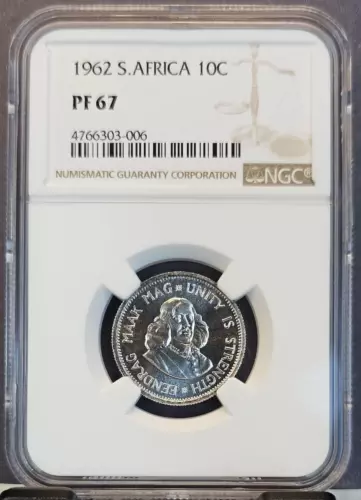 1962 S.AFRICA 10C
PF 67
4766303-006
NUMISMATIC GUARANTY CORPORATION
NGC®
EENDRAG MAAK MAG UNITY IS STRENGTH